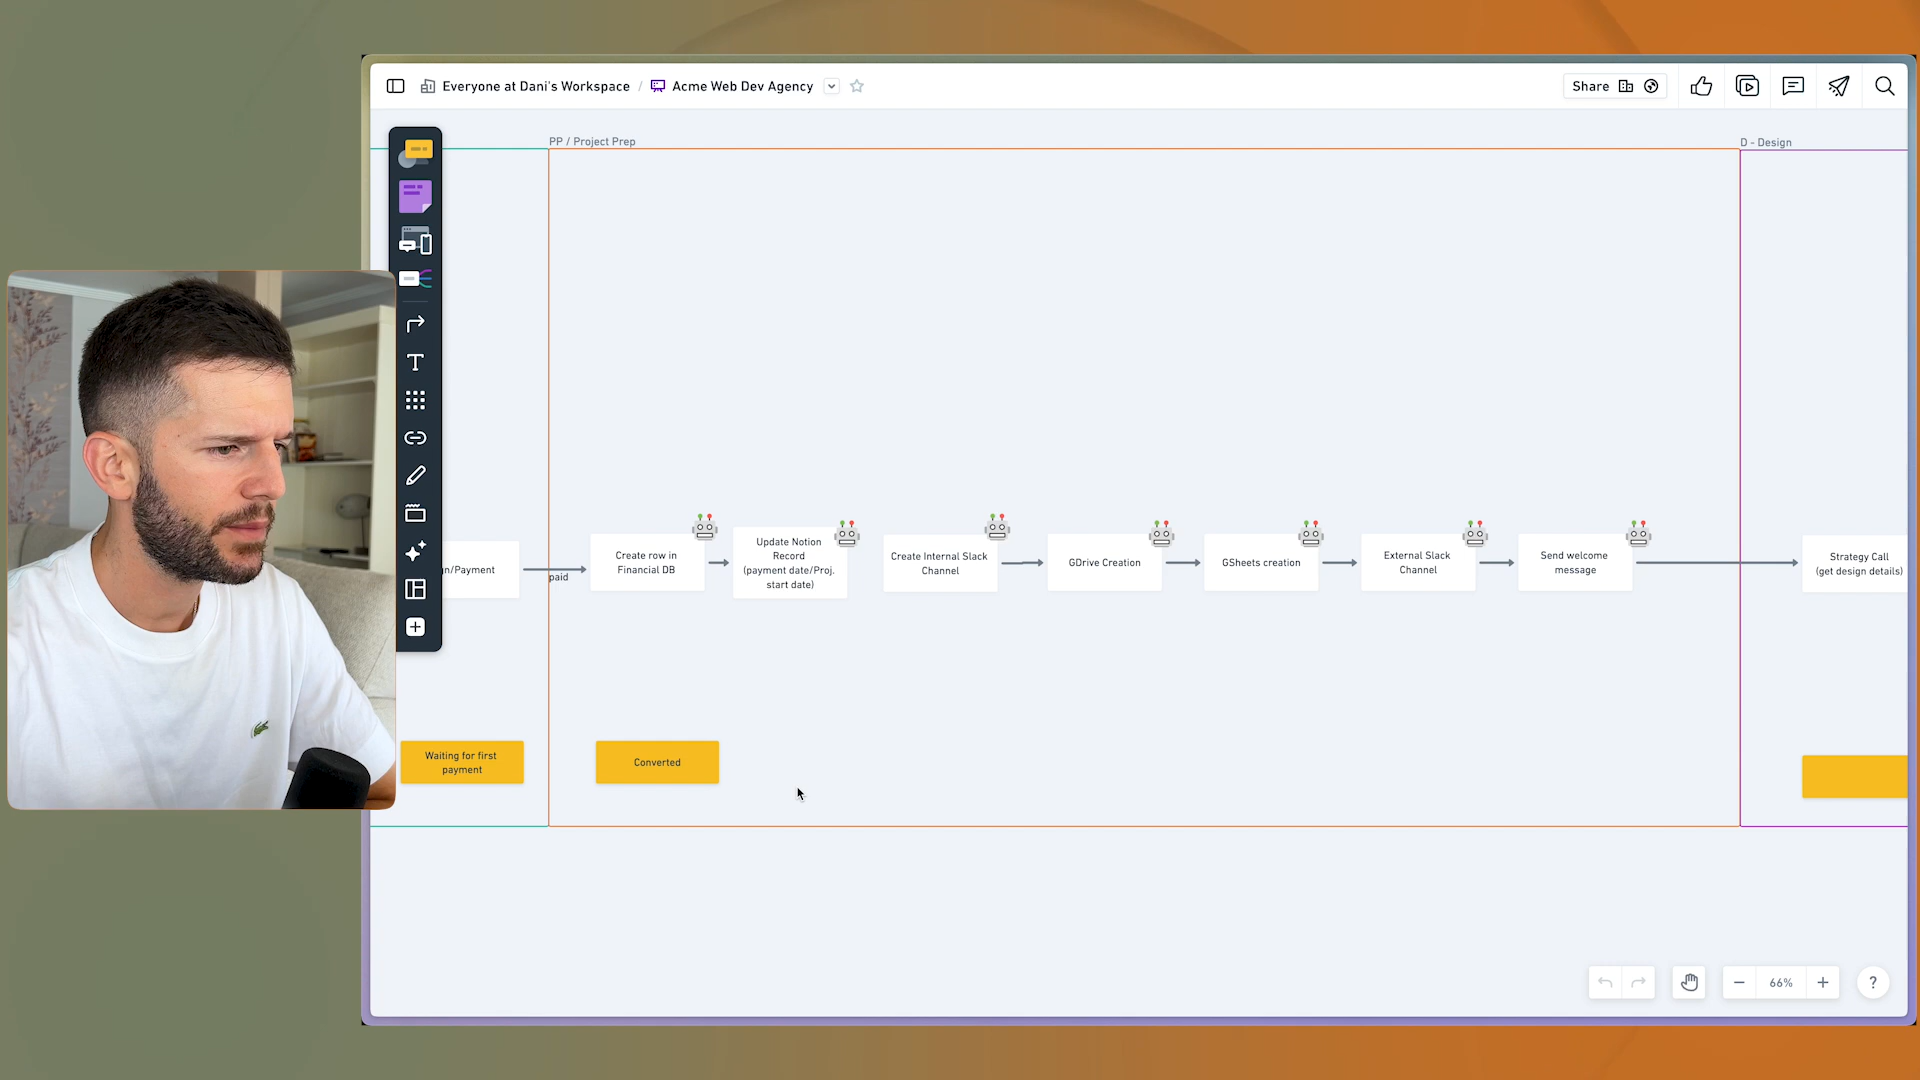 Everyone at Dani's Workspace / Acme Web Dev Agency
Share
PP / Project Prep
D - Design
gn/Payment
paid
Create row in
Financial DB
Update Notion
Record
(payment date/Proj.
start date)
Create Internal Slack
Channel
GDrive Creation
GSheets creation
External Slack
Channel
Send welcome
message
Strategy Call
(get design details)
Waiting for first
payment
Converted
66%
?